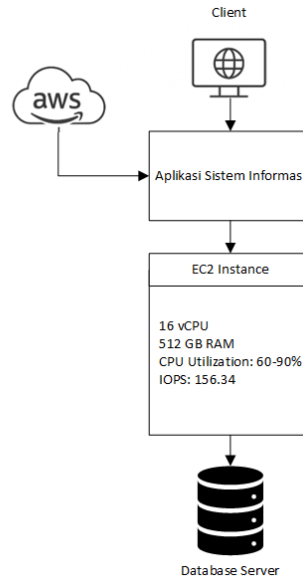 Client
aws
Aplikasi Sistem Informas
EC2 Instance
16 vCPU
512 GB RAM
CPU Utilization: 60-90%
IOPS: 156.34
Database Server